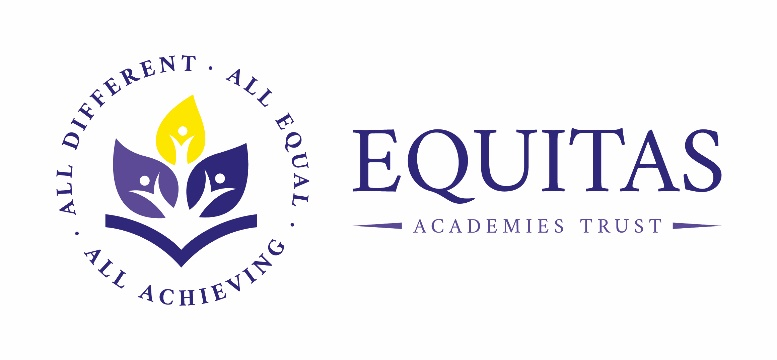 ALL DIFFERENT · ALL EQUAL · ALL ACHIEVING ·
EQUITAS
ACADEMIES TRUST